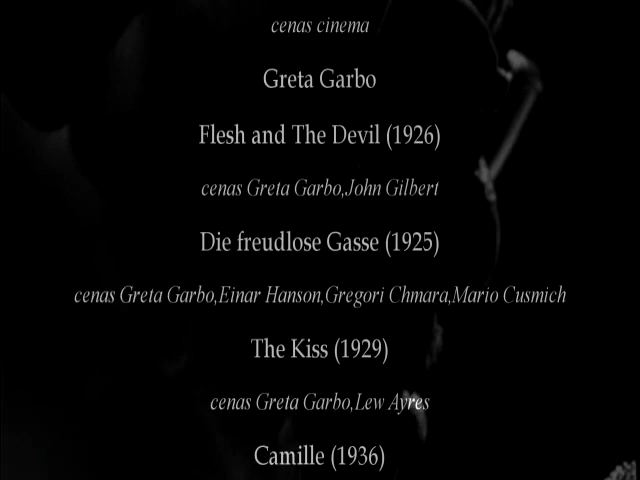 cenas cinema
Greta Garbo
Flesh and The Devil (1926)
cenas Greta Garbo,John Gilbert
Die freudlose Gasse (1925)
cenas Greta Garbo,Einar Hanson,Gregori Chmara,Mario Cusmich
The Kiss (1929)
cenas Greta Garbo,Lew Ayres
Camille (1936)